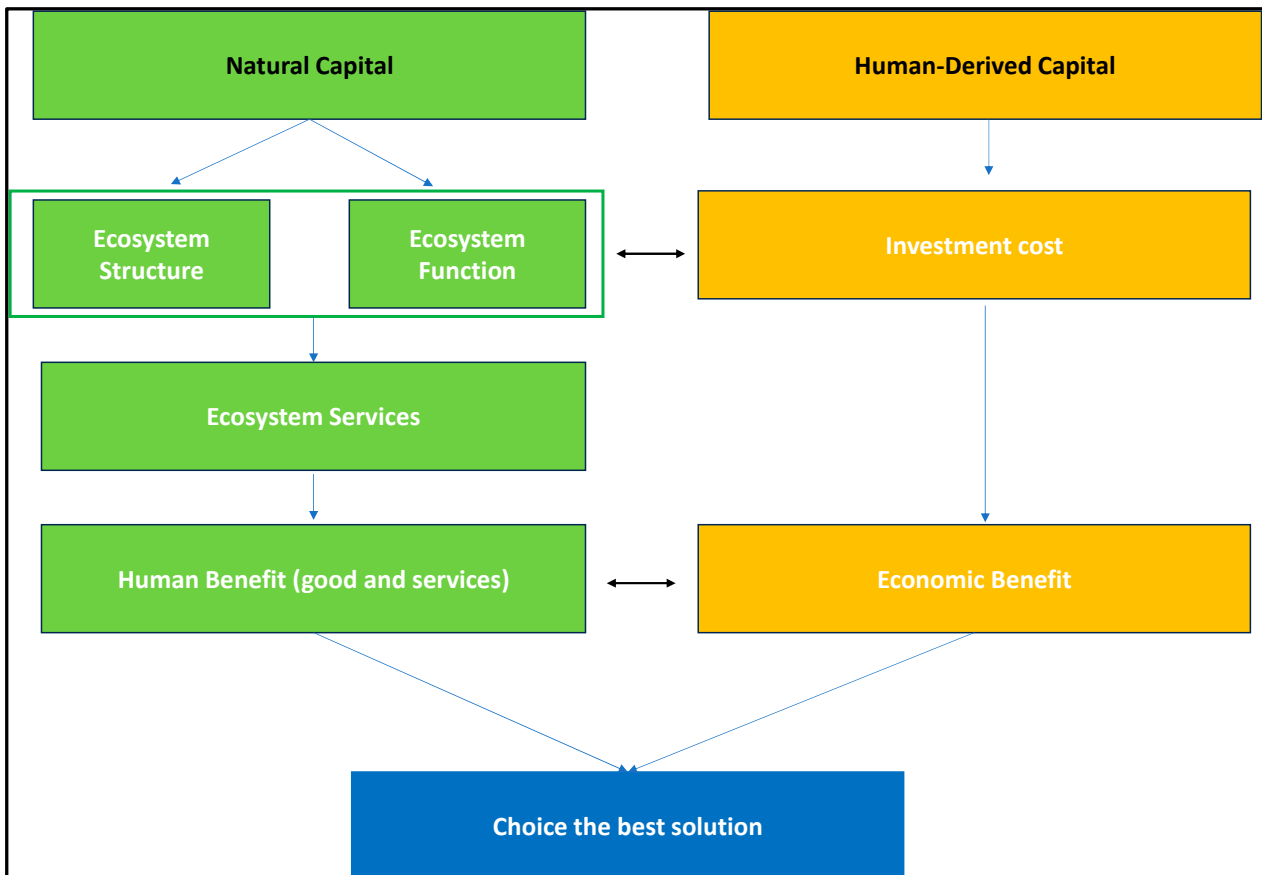 Natural Capital
Human-Derived Capital
Ecosystem
Structure
Ecosystem
Function
Investment cost
Ecosystem Services
Human Benefit (good and services)
Economic Benefit
Choice the best solution